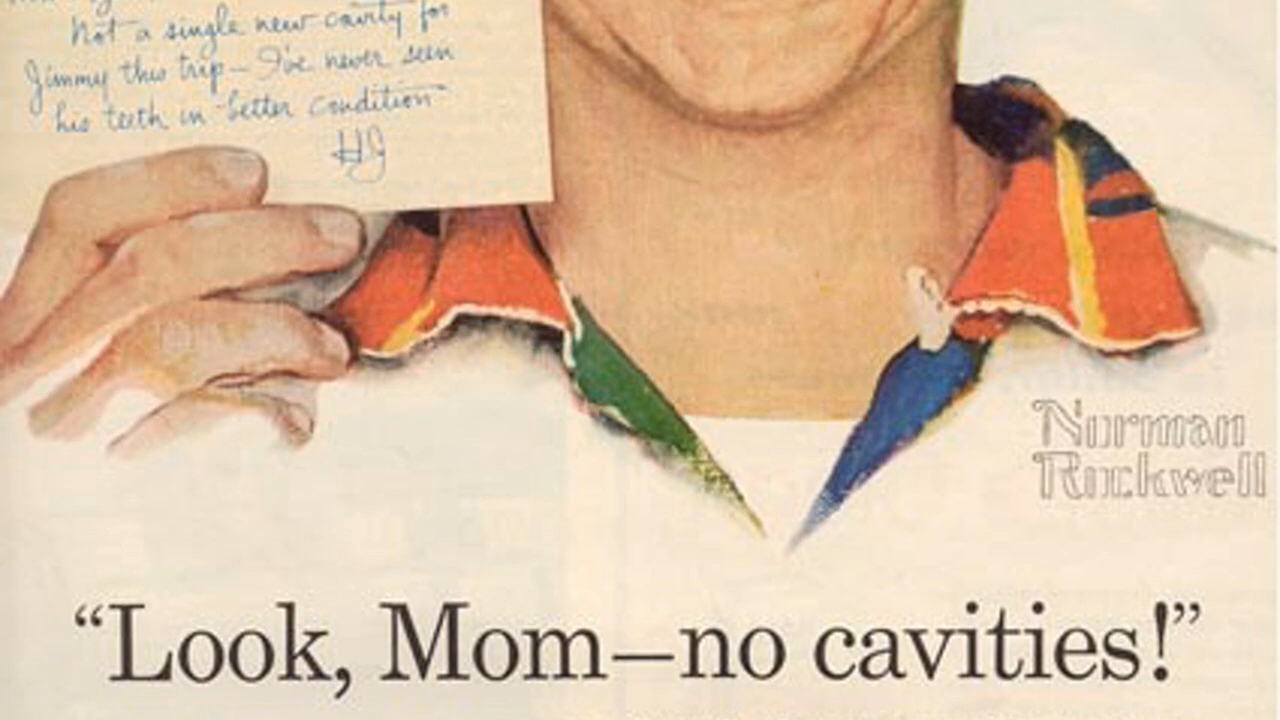 Not a single new cavity for
Jimmy this trip—I've never seen
his teeth in better condition
HJ
Norman
Rockwell
“Look, Mom—no cavities!”